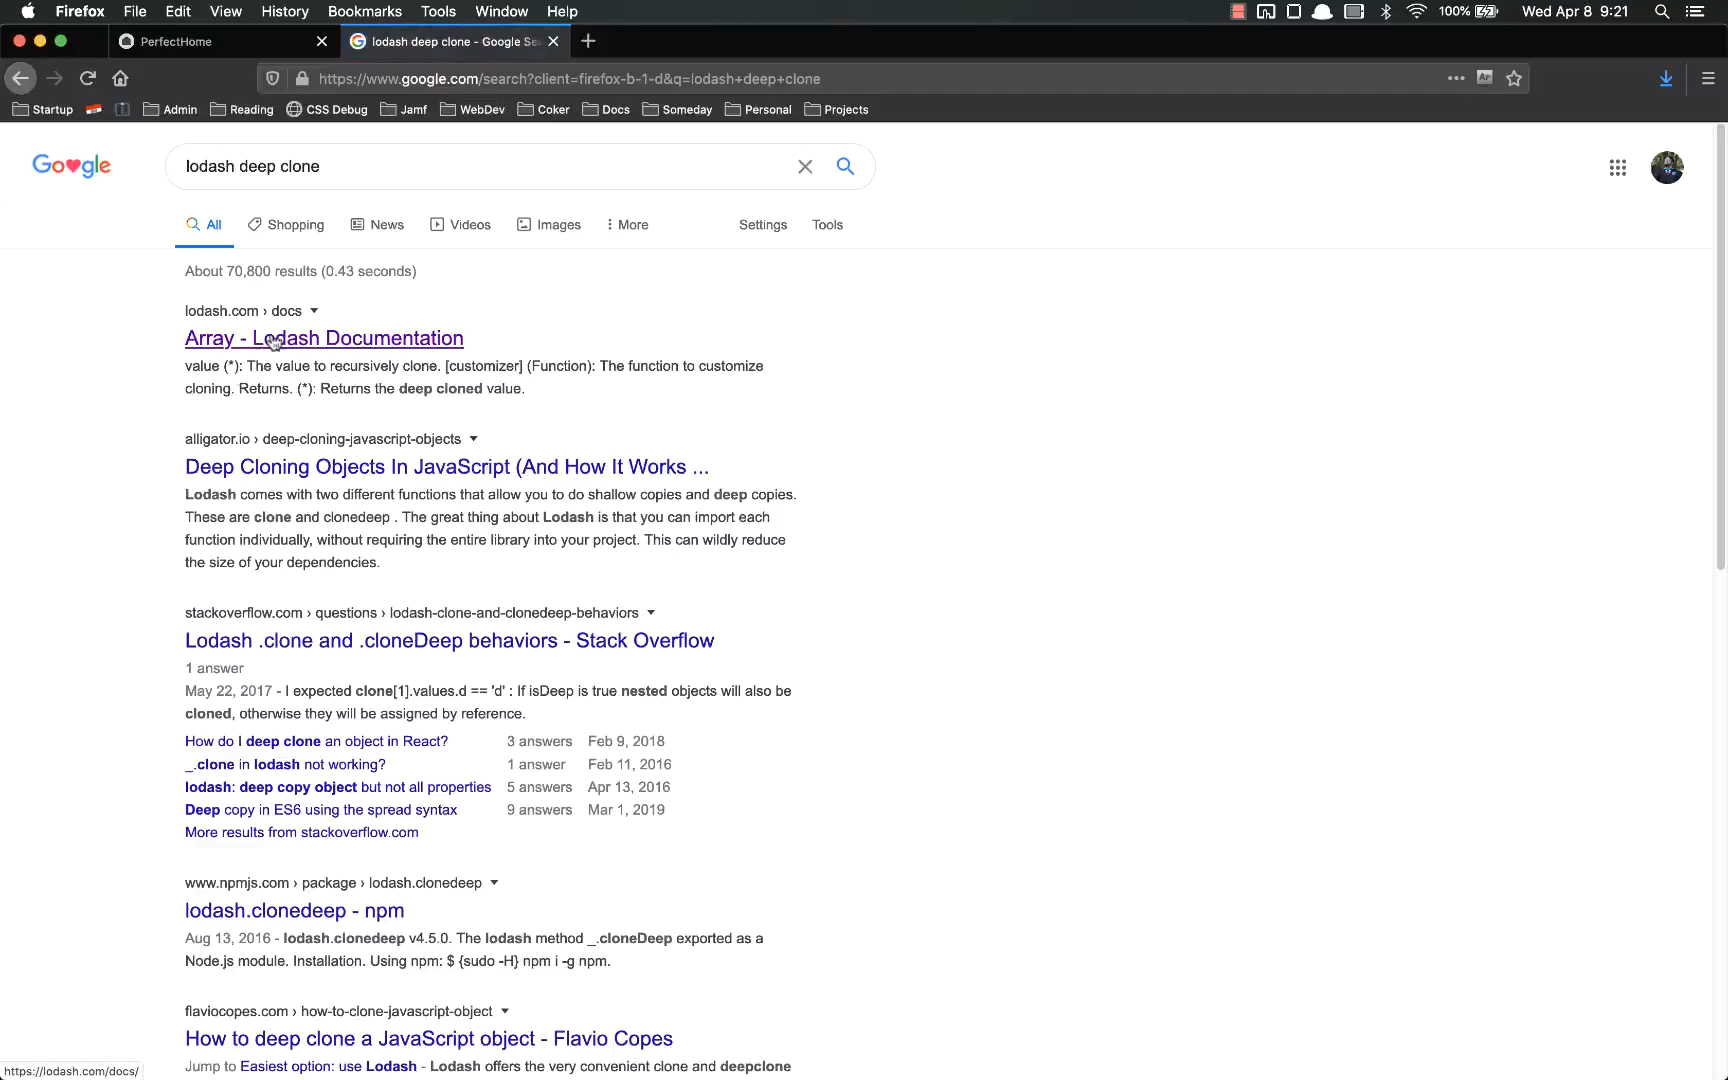 Firefox File Edit View History Bookmarks Tools Window Help 100% Wed Apr 8 9:21
PerfectHome lodash deep clone - Google Se
https://www.google.com/search?client=firefox-b-1-d&q=lodash+deep+clone
Startup Admin Reading CSS Debug Jamf WebDev Coker Docs Someday Personal Projects
Google lodash deep clone
All Shopping News Videos Images More Settings Tools
About 70,800 results (0.43 seconds)
lodash.com › docs
Array - Lodash Documentation
value (*): The value to recursively clone. [customizer] (Function): The function to customize
cloning. Returns. (*): Returns the deep cloned value.
alligator.io › deep-cloning-javascript-objects
Deep Cloning Objects In JavaScript (And How It Works ...
Lodash comes with two different functions that allow you to do shallow copies and deep copies.
These are clone and clonedeep . The great thing about Lodash is that you can import each
function individually, without requiring the entire library into your project. This can wildly reduce
the size of your dependencies.
stackoverflow.com › questions › lodash-clone-and-clonedeep-behaviors
Lodash .clone and .cloneDeep behaviors - Stack Overflow
1 answer
May 22, 2017 - I expected clone[1].values.d == 'd' : If isDeep is true nested objects will also be
cloned, otherwise they will be assigned by reference.
How do I deep clone an object in React? 3 answers Feb 9, 2018
_.clone in lodash not working? 1 answer Feb 11, 2016
lodash: deep copy object but not all properties 5 answers Apr 13, 2016
Deep copy in ES6 using the spread syntax 9 answers Mar 1, 2019
More results from stackoverflow.com
www.npmjs.com › package › lodash.clonedeep
lodash.clonedeep - npm
Aug 13, 2016 - lodash.clonedeep v4.5.0. The lodash method _.cloneDeep exported as a
Node.js module. Installation. Using npm: $ {sudo -H} npm i -g npm.
flaviocopes.com › how-to-clone-javascript-object
How to deep clone a JavaScript object - Flavio Copes
Jump to Easiest option: use Lodash - Lodash offers the very convenient clone and deepclone
https://lodash.com/docs/